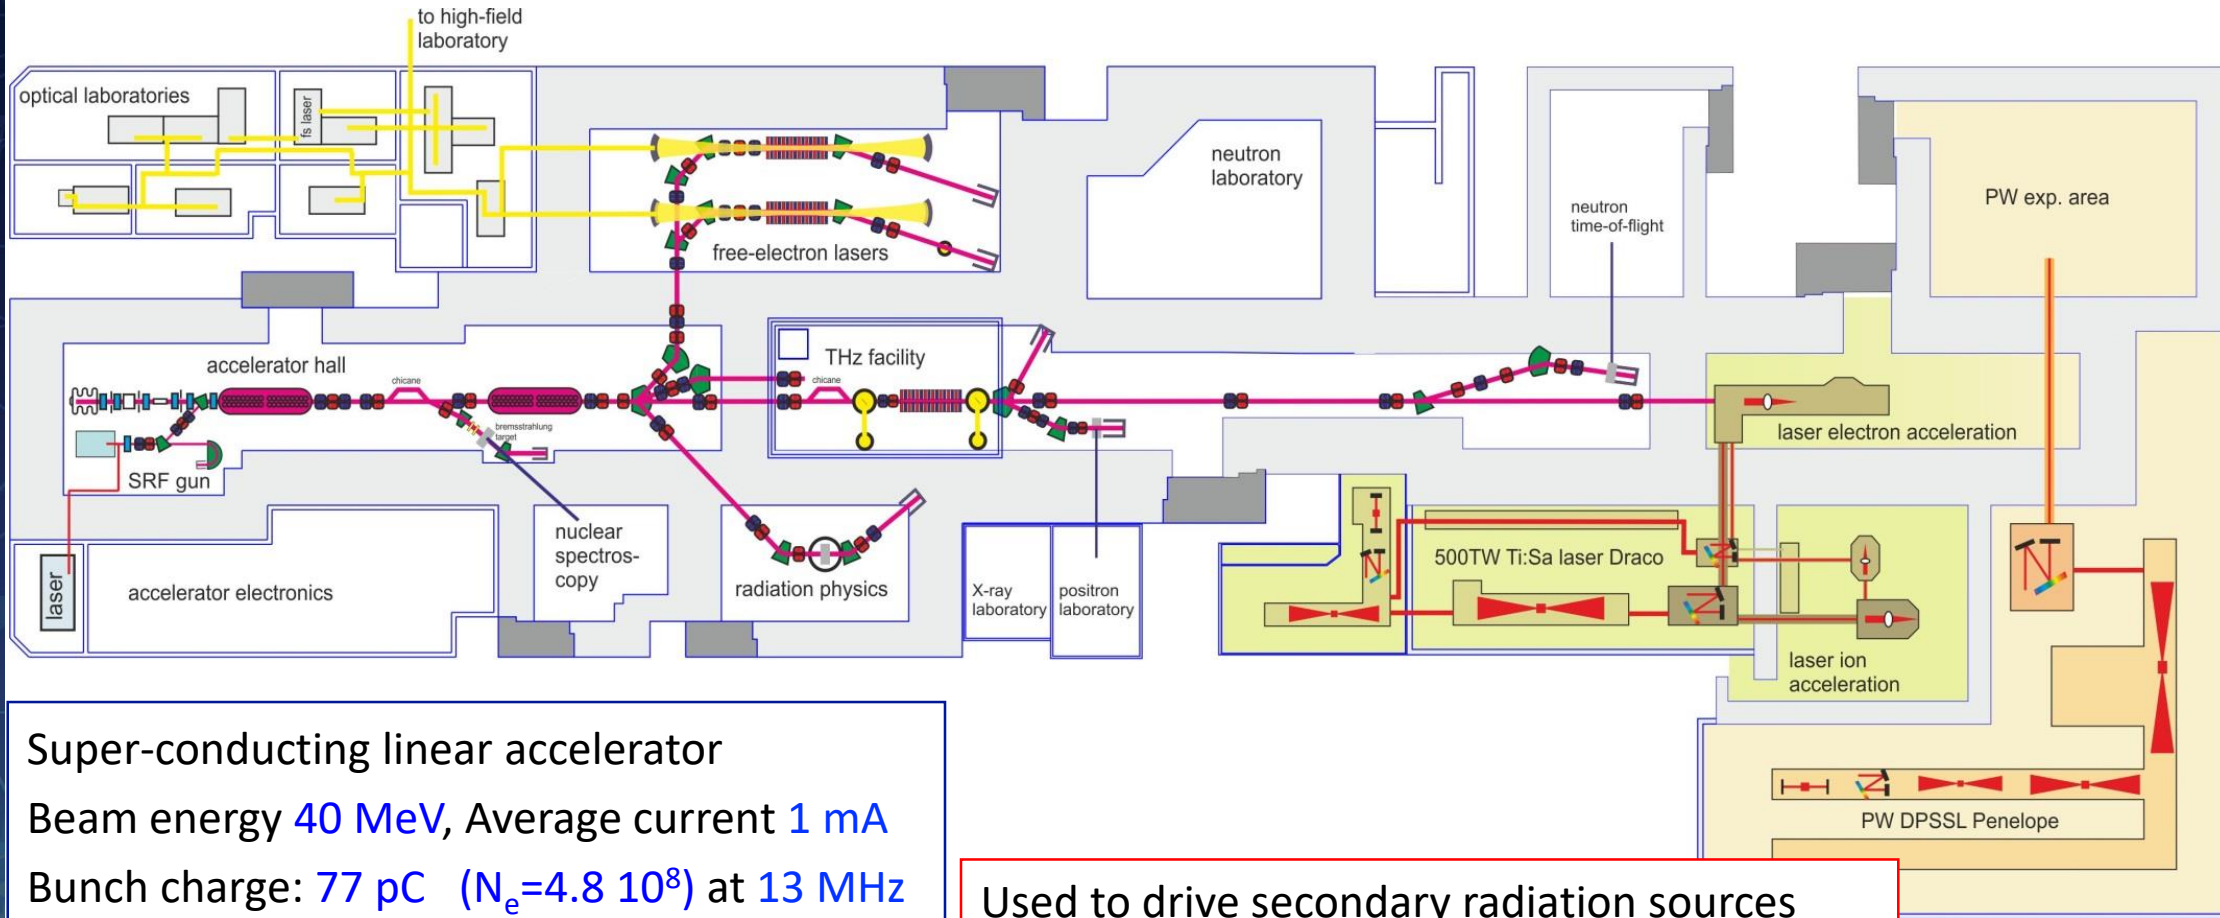 to high-field
laboratory
optical laboratories
fs laser
neutron
laboratory
neutron
time-of-flight
PW exp. area
free-electron lasers
accelerator hall
chicane
THz facility
chicane
bremsstrahlung
target
laser electron acceleration
SRF gun
nuclear
spectros-
copy
500TW Ti:Sa laser Draco
laser
accelerator electronics
radiation physics
X-ray
laboratory
positron
laboratory
laser ion
acceleration
PW DPSSL Penelope
Super-conducting linear accelerator
Beam energy 40 MeV, Average current 1 mA
Bunch charge: 77 pC (Nₑ=4.8 10⁸) at 13 MHz
Used to drive secondary radiation sources